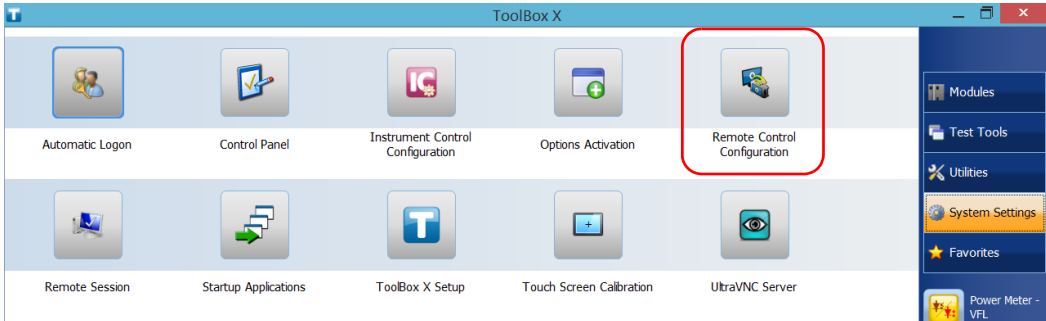 ToolBox X
Automatic Logon
Control Panel
Instrument Control
Configuration
Options Activation
Remote Control
Configuration
Remote Session
Startup Applications
ToolBox X Setup
Touch Screen Calibration
UltraVNC Server
Modules
Test Tools
Utilities
System Settings
Favorites
Power Meter -
VFL